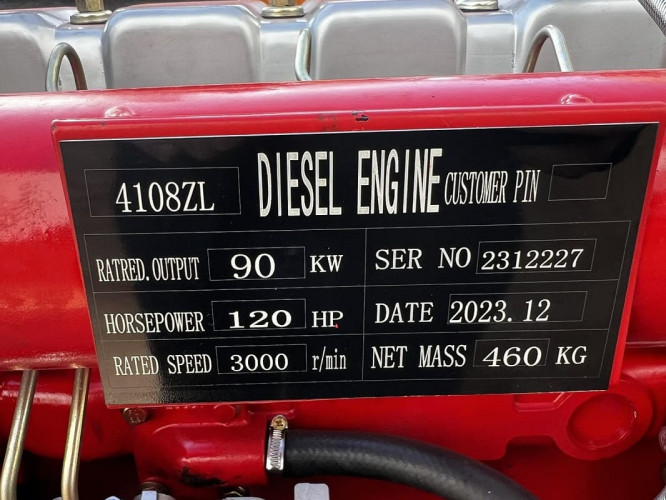 4108ZL DIESEL ENGINE CUSTOMER PIN
RATRED.OUTPUT 90 KW SER NO 2312227
HORSEPOWER 120 HP DATE 2023.12
RATED SPEED 3000 r/min NET MASS 460 KG